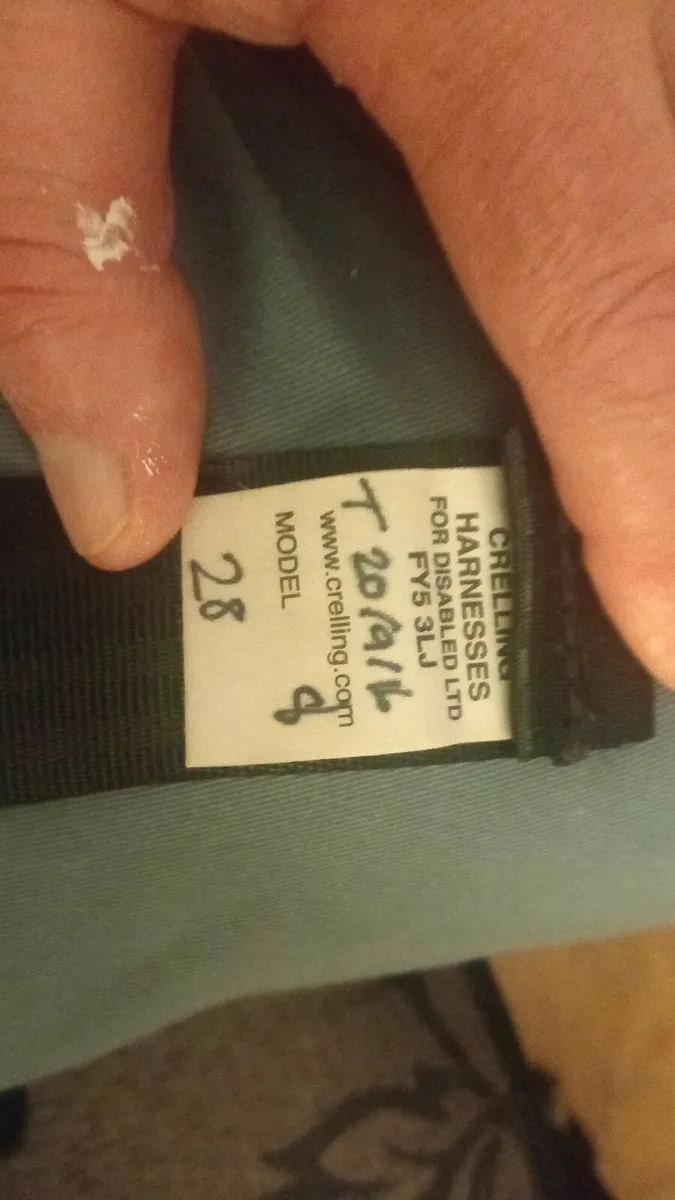 CRELLING
HARNESSES
FOR DISABLED LTD
FY5 3LJ
T 20/9/16
www.crelling.com
MODEL 8
28